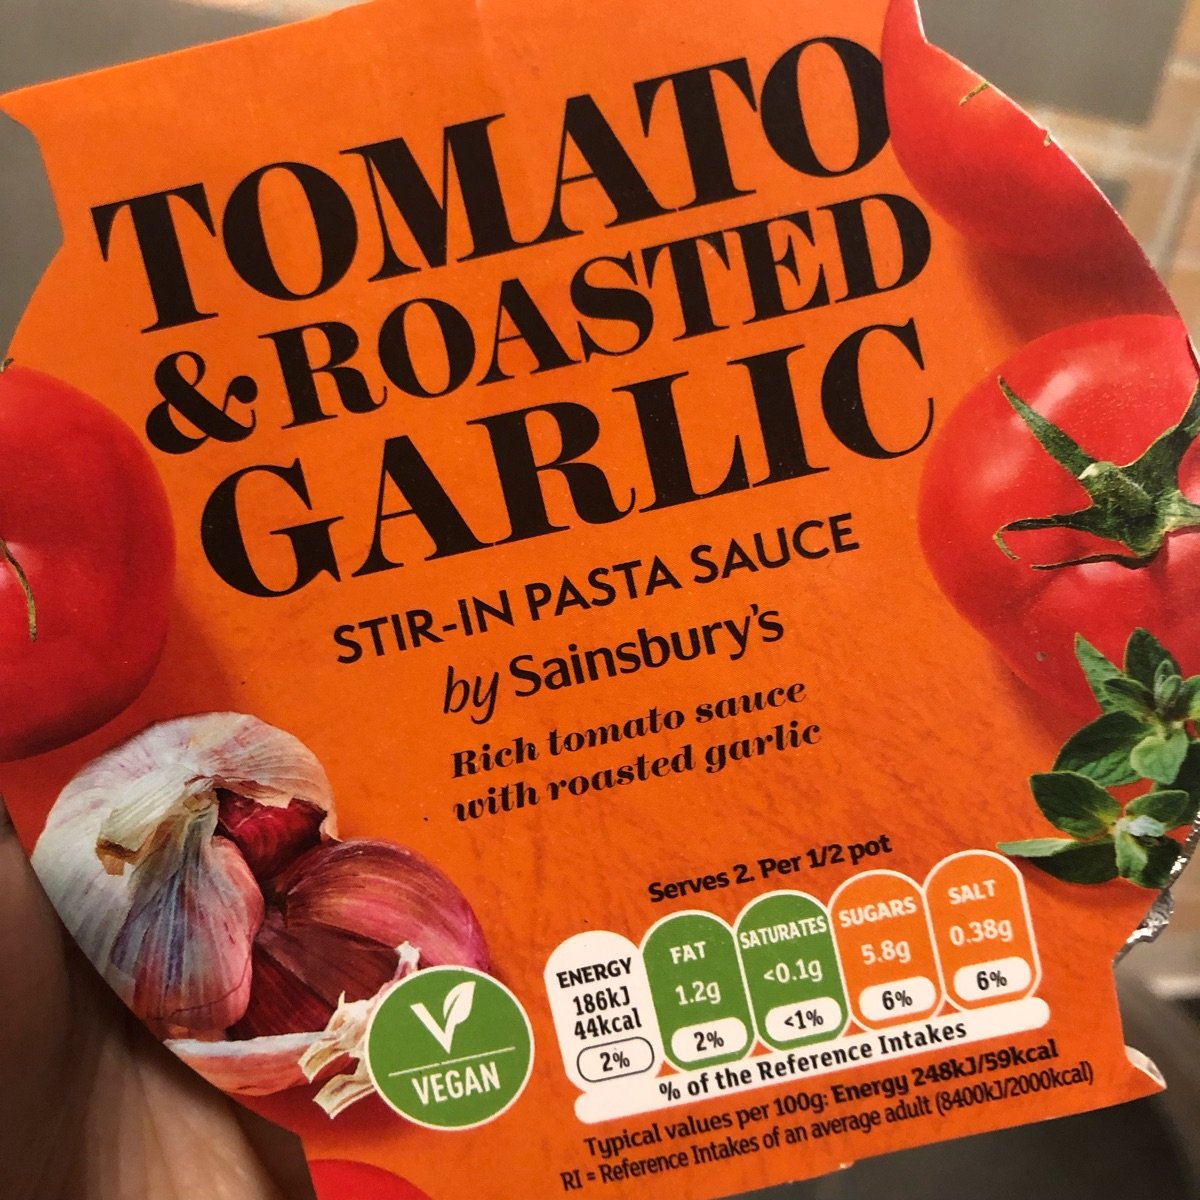 TOMATO
& ROASTED
GARLIC
STIR-IN PASTA SAUCE
by Sainsbury's
Rich tomato sauce
with roasted garlic
Serves 2. Per 1/2 pot
ENERGY
186kJ
44kcal
2%
FAT
1.2g
2%
SATURATES
<0.1g
<1%
SUGARS
5.8g
6%
SALT
0.38g
6%
% of the Reference Intakes
Typical values per 100g: Energy 248kJ/59kcal
RI = Reference Intakes of an average adult (8400kJ/2000kcal)
VEGAN